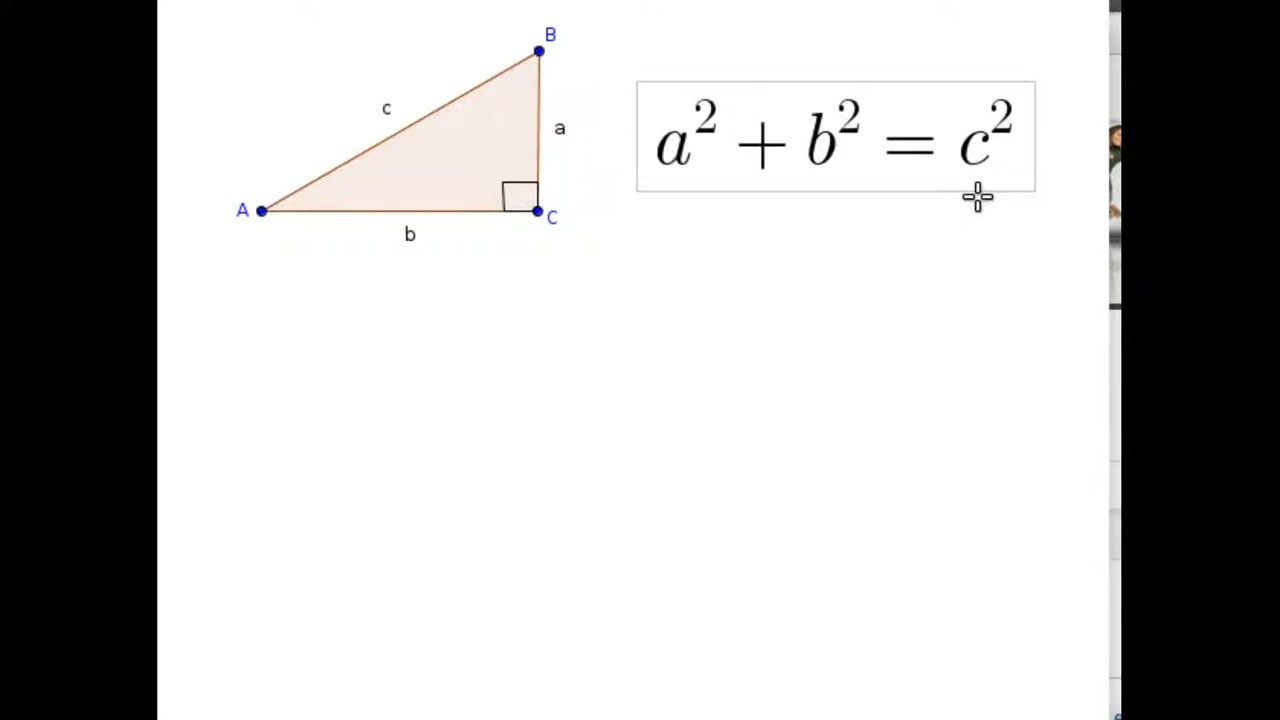 B
c
a
A
C
b
a² + b² = c²